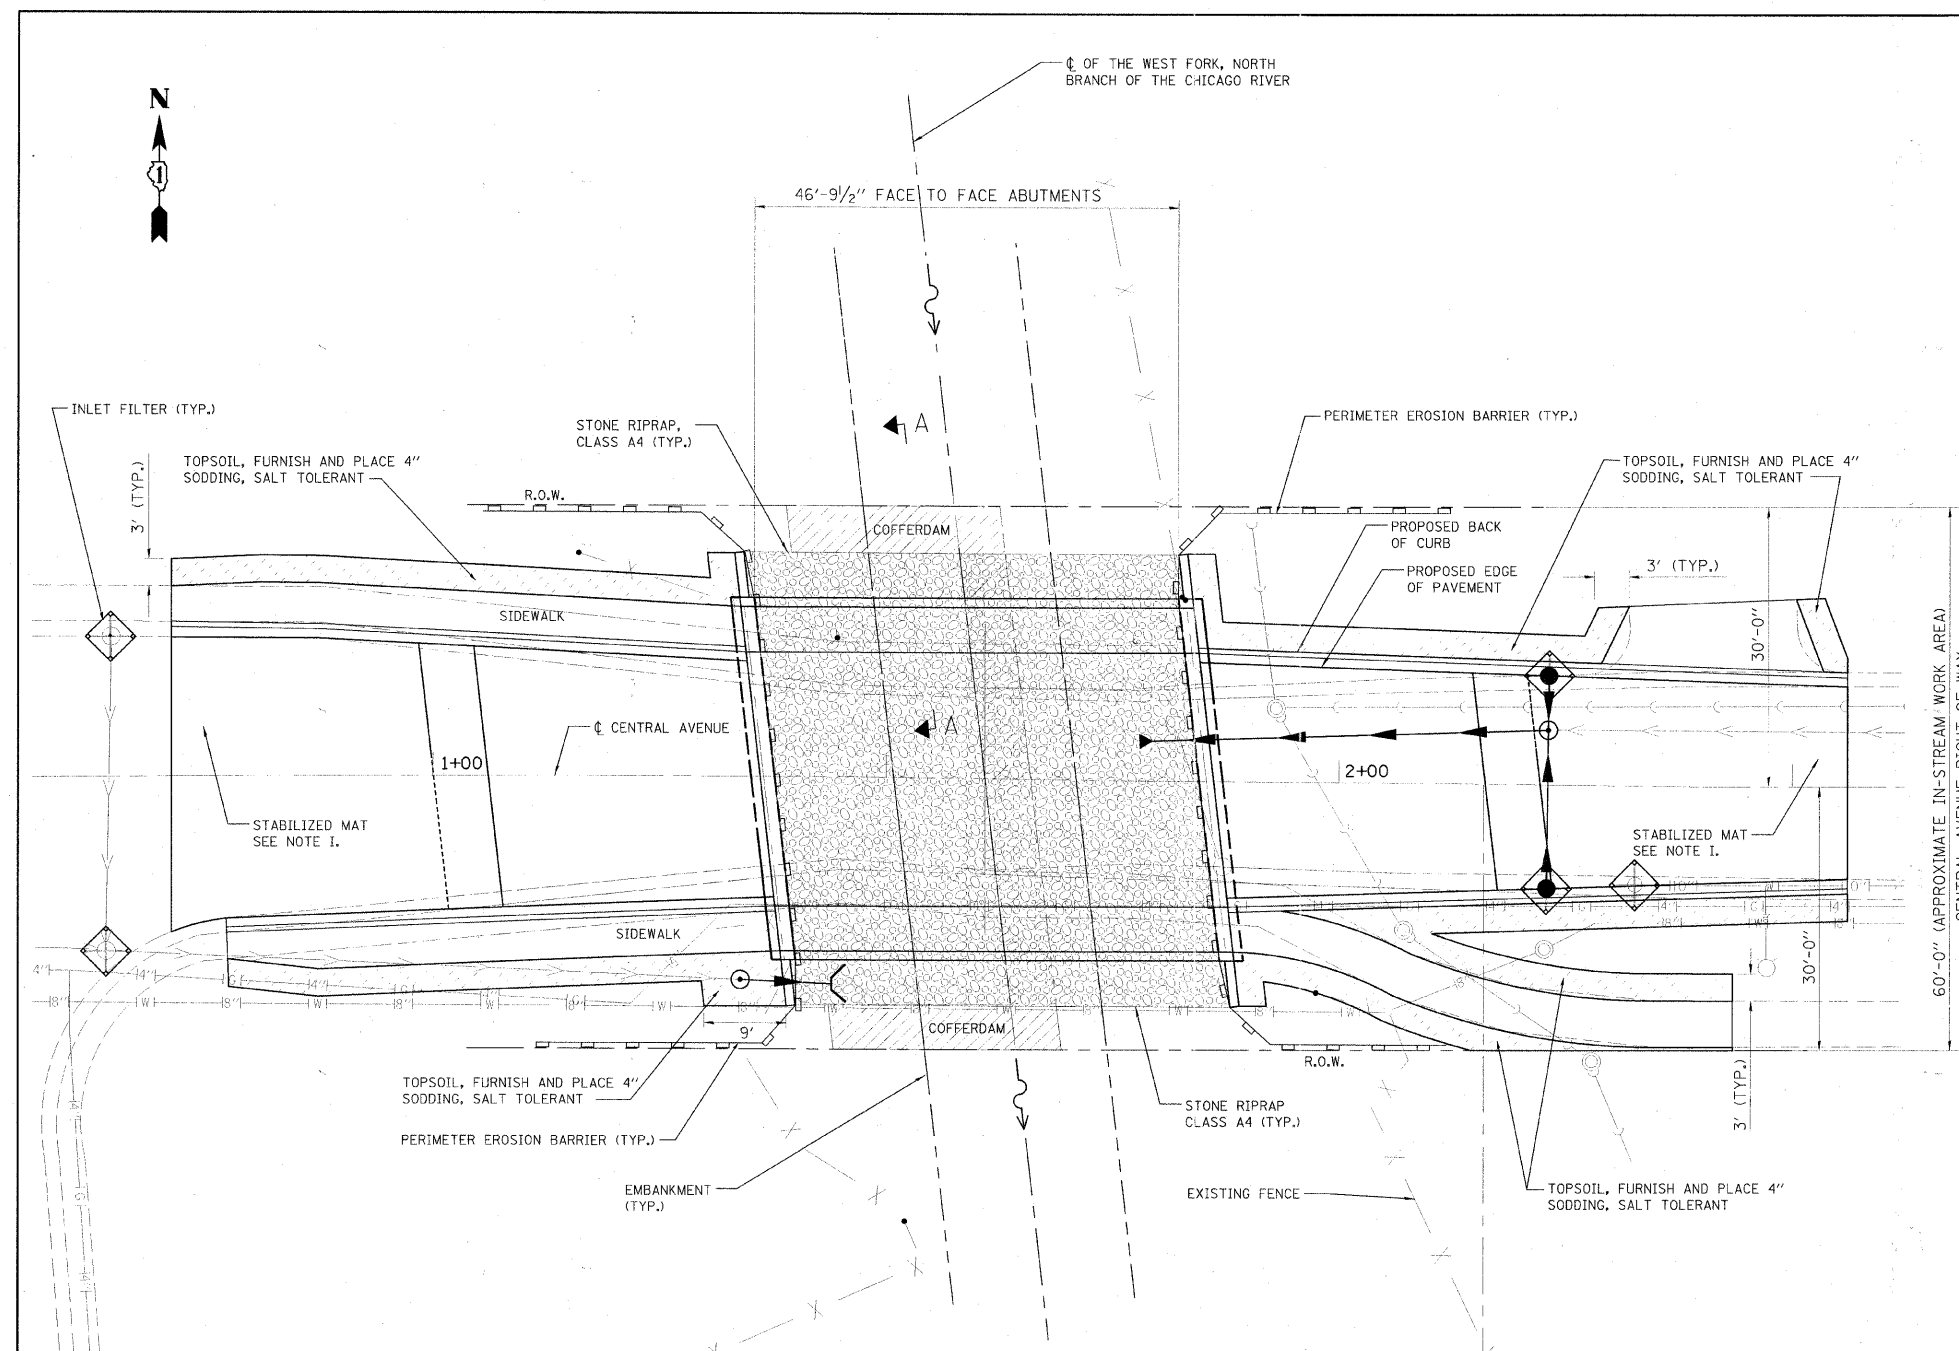 ℄ OF THE WEST FORK, NORTH
BRANCH OF THE CHICAGO RIVER
N
1
46'-9½" FACE TO FACE ABUTMENTS
INLET FILTER (TYP.)
STONE RIPRAP,
CLASS A4 (TYP.)
A
PERIMETER EROSION BARRIER (TYP.)
3' (TYP.)
TOPSOIL, FURNISH AND PLACE 4"
SODDING, SALT TOLERANT
TOPSOIL, FURNISH AND PLACE 4"
SODDING, SALT TOLERANT
R.O.W.
COFFERDAM
PROPOSED BACK
OF CURB
PROPOSED EDGE
OF PAVEMENT
3' (TYP.)
SIDEWALK
30'-0"
60'-0" (APPROXIMATE IN-STREAM WORK AREA)
℄ CENTRAL AVENUE
A
1+00
2+00
STABILIZED MAT
SEE NOTE I.
STABILIZED MAT
SEE NOTE I.
SIDEWALK
30'-0"
9'
COFFERDAM
R.O.W.
TOPSOIL, FURNISH AND PLACE 4"
SODDING, SALT TOLERANT
STONE RIPRAP
CLASS A4 (TYP.)
3' (TYP.)
PERIMETER EROSION BARRIER (TYP.)
EMBANKMENT
(TYP.)
EXISTING FENCE
TOPSOIL, FURNISH AND PLACE 4"
SODDING, SALT TOLERANT